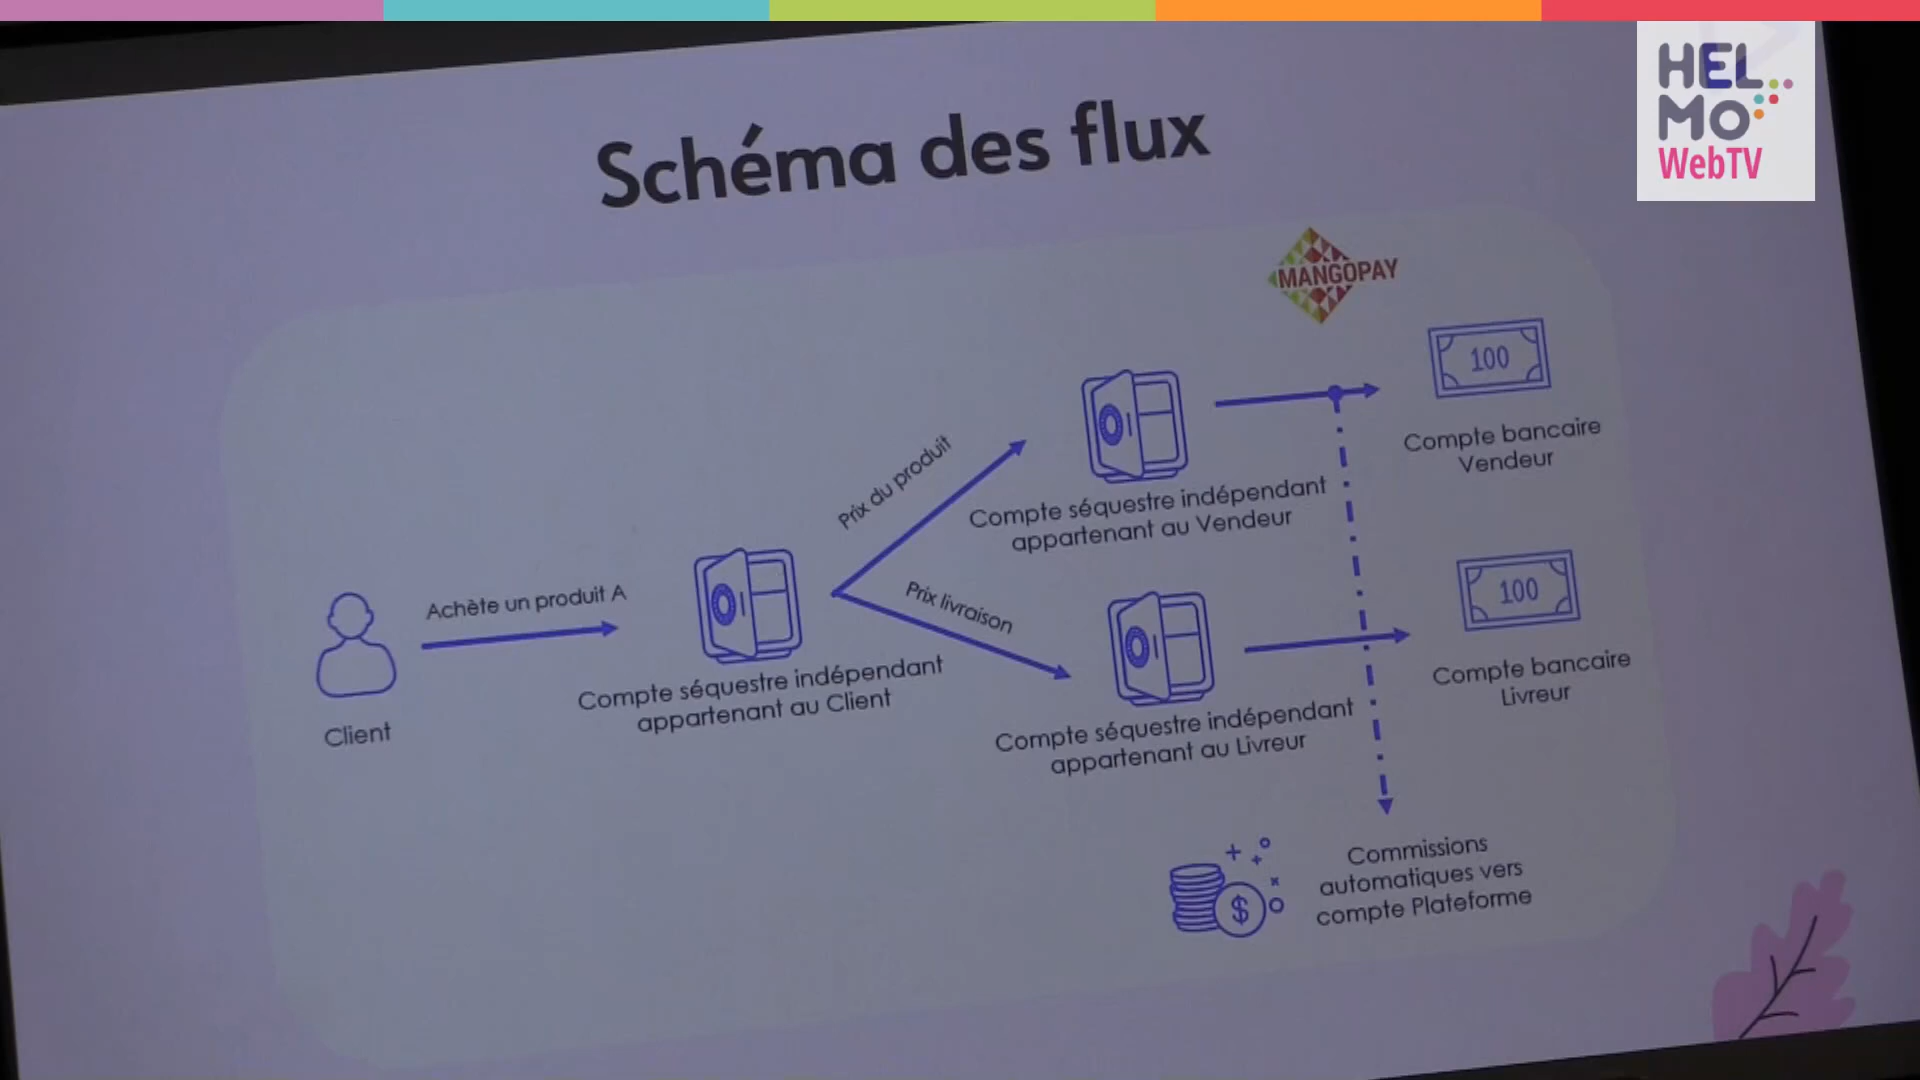 HEL
MO
WebTV
Schéma des flux
MANGOPAY
100
Compte bancaire
Vendeur
Prix du produit
Compte séquestre indépendant
appartenant au Vendeur
Achète un produit A
Prix livraison
100
Compte bancaire
Livreur
Compte séquestre indépendant
appartenant au Client
Client
Compte séquestre indépendant
appartenant au Livreur
$
Commissions
automatiques vers
compte Plateforme